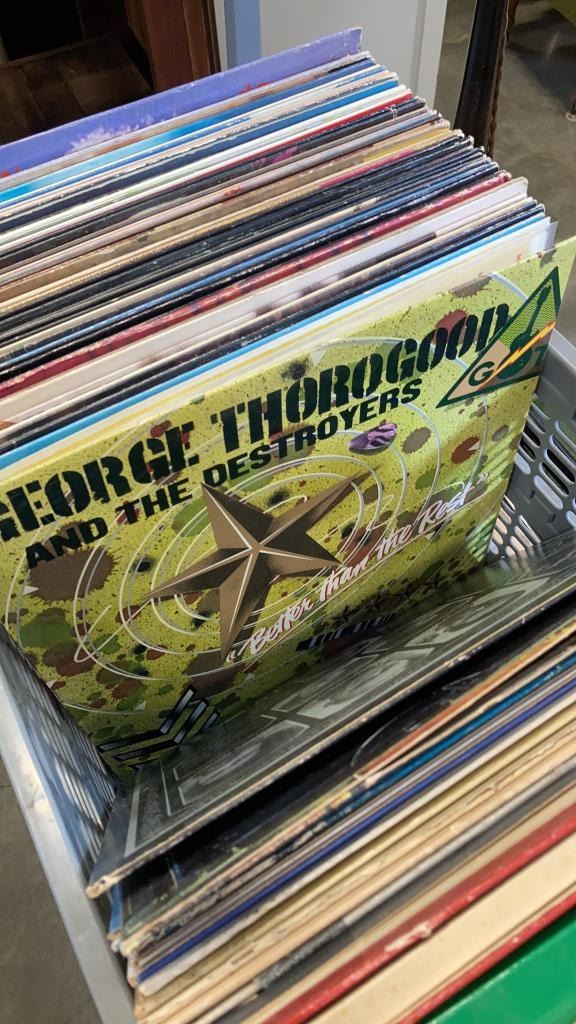 GEORGE THOROGOOD
AND THE DESTROYERS
G
"Better than the Rest"